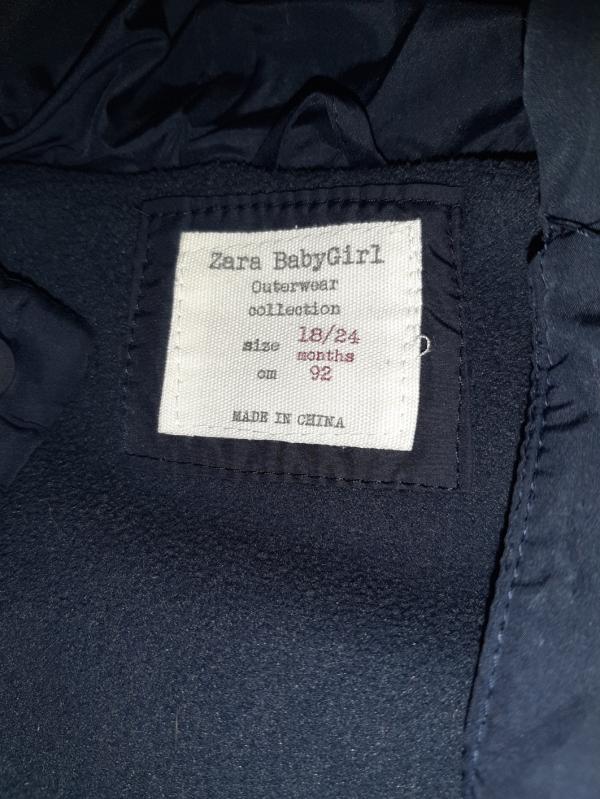 Zara BabyGirl
Outerwear
collection
size 18/24
months
cm 92
MADE IN CHINA